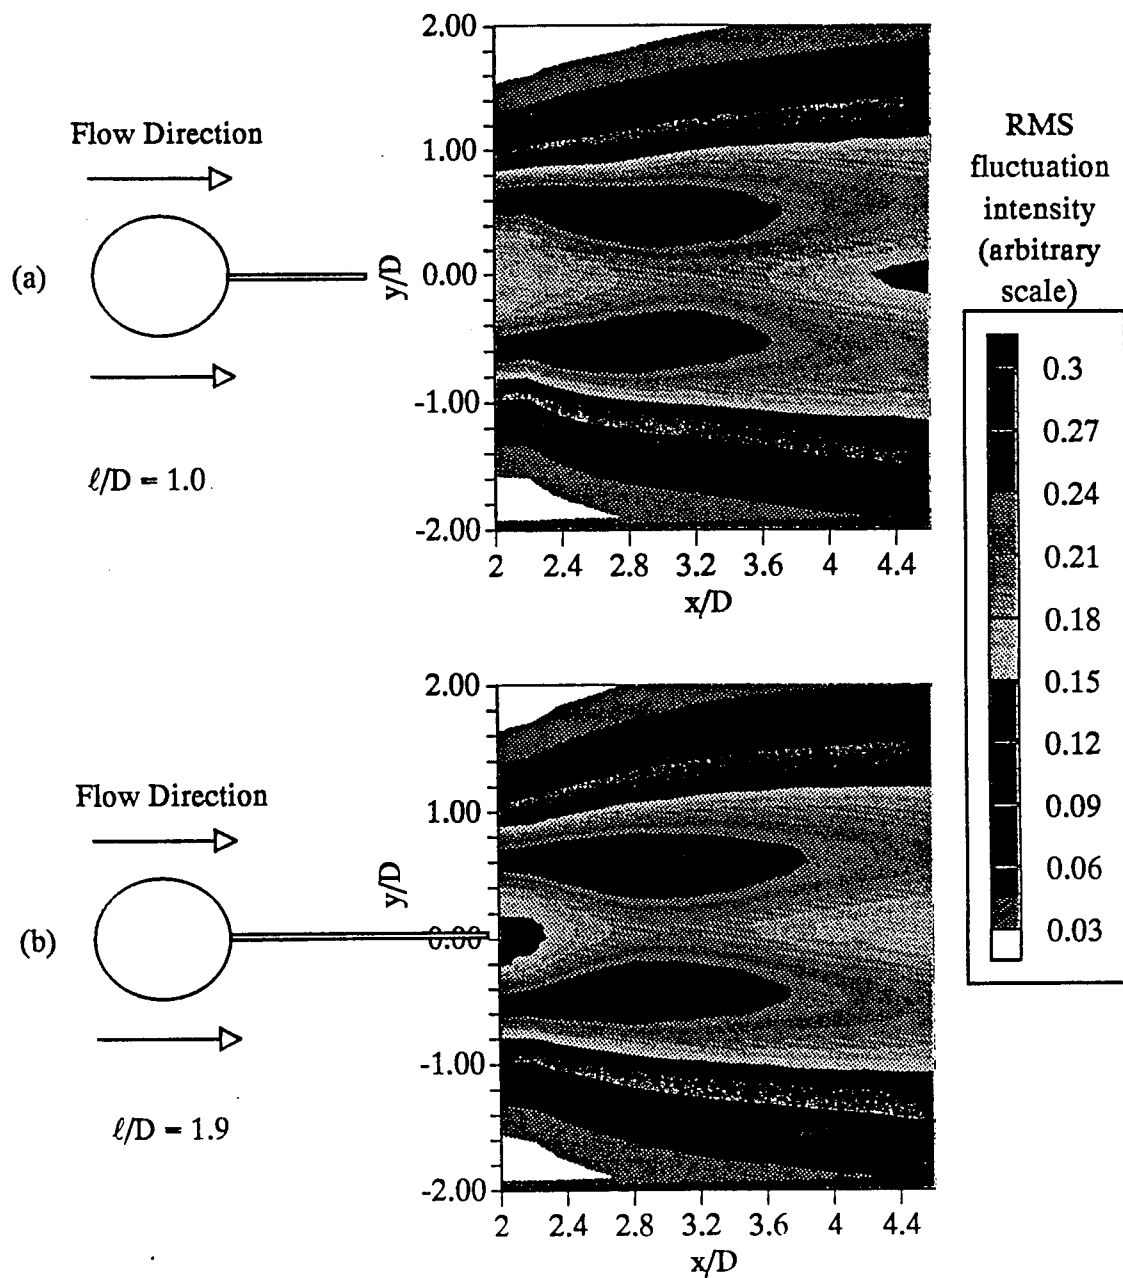 Flow Direction
(a)
ℓ/D = 1.0
y/D
2.00
1.00
0.00
-1.00
-2.00
2 2.4 2.8 3.2 3.6 4 4.4
x/D
RMS
fluctuation
intensity
(arbitrary
scale)
0.3
0.27
0.24
0.21
0.18
0.15
0.12
0.09
0.06
0.03
Flow Direction
(b)
ℓ/D = 1.9
y/D
2.00
1.00
0.00
-1.00
-2.00
2 2.4 2.8 3.2 3.6 4 4.4
x/D